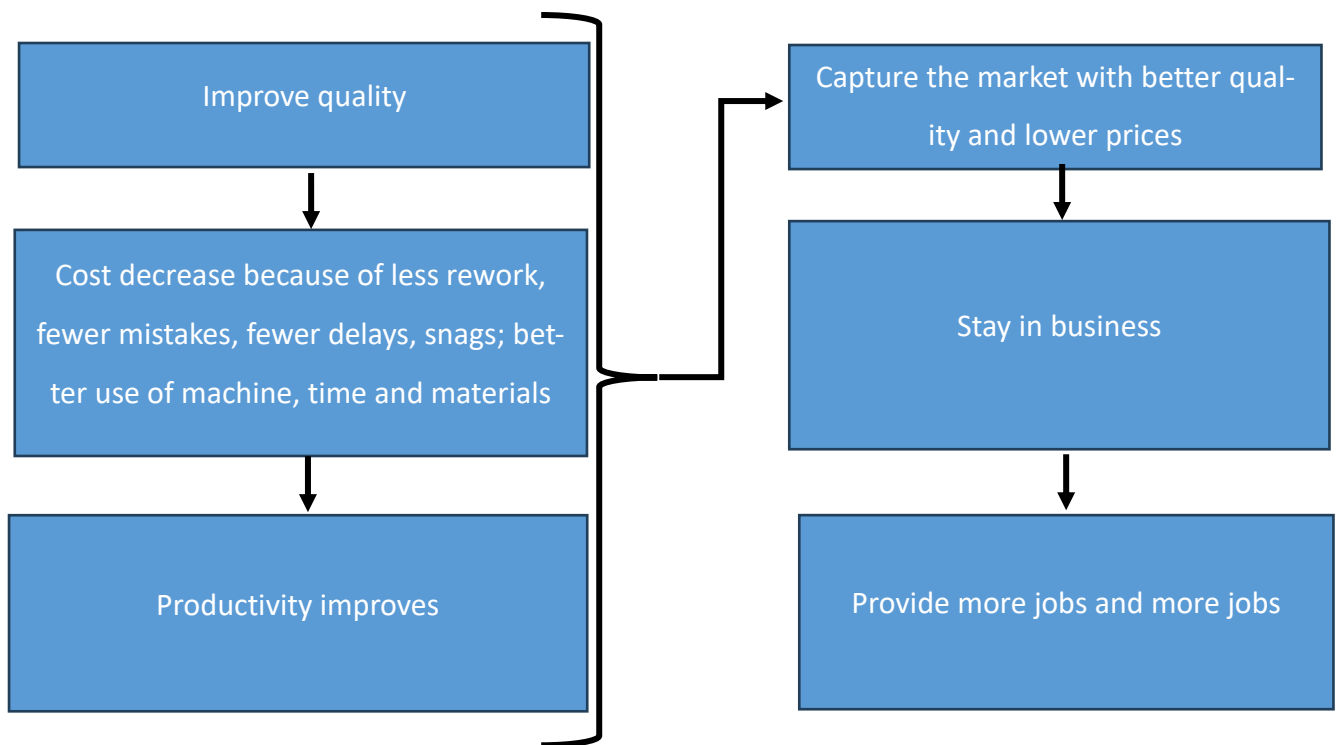 Improve quality
Cost decrease because of less rework,
fewer mistakes, fewer delays, snags; bet-
ter use of machine, time and materials
Productivity improves
Capture the market with better qual-
ity and lower prices
Stay in business
Provide more jobs and more jobs